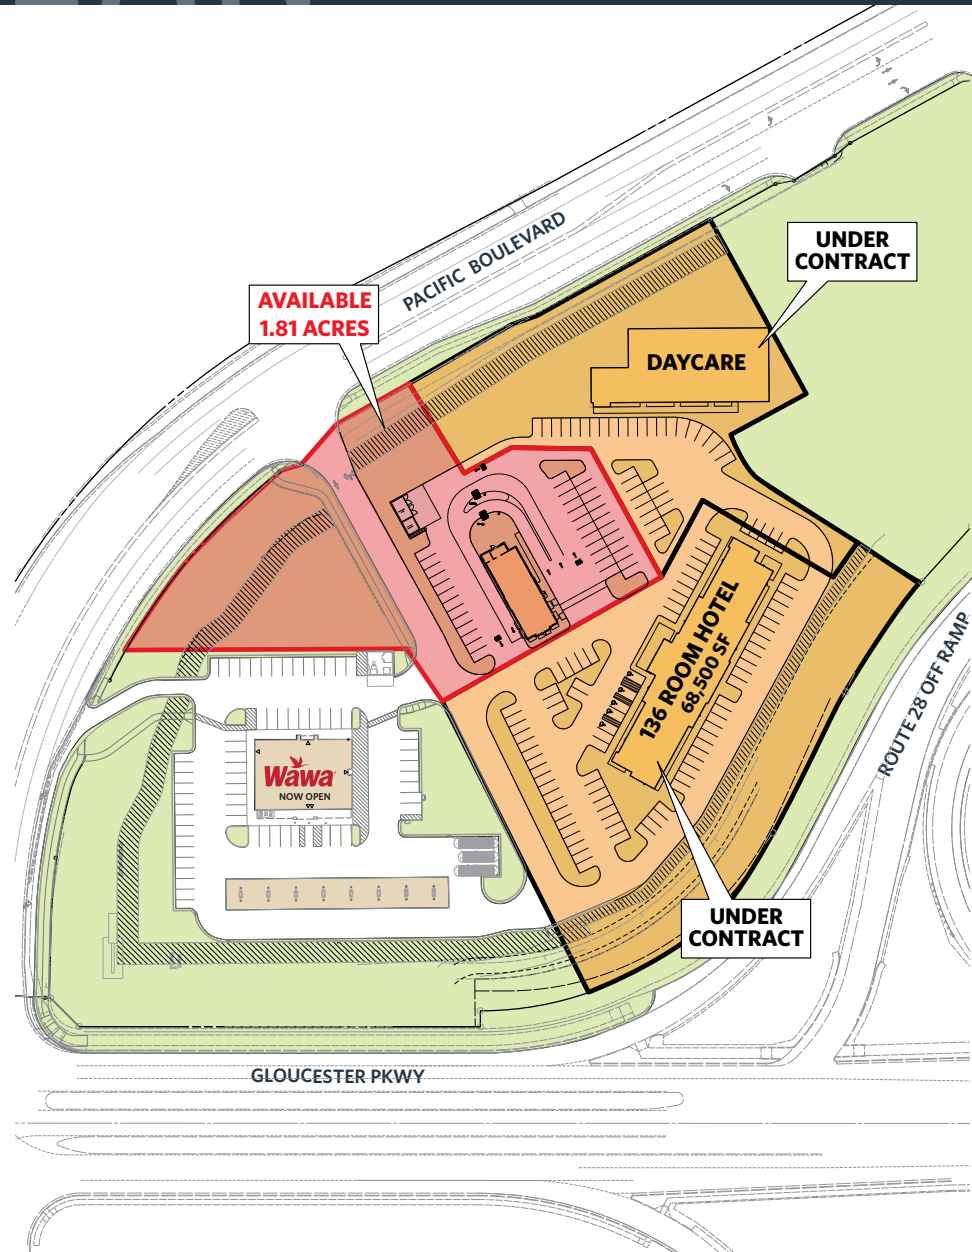 PACIFIC BOULEVARD
UNDER
CONTRACT
AVAILABLE
1.81 ACRES
DAYCARE
136 ROOM HOTEL
68,500 SF
ROUTE 28 OFF RAMP
Wawa
NOW OPEN
UNDER
CONTRACT
GLOUCESTER PKWY